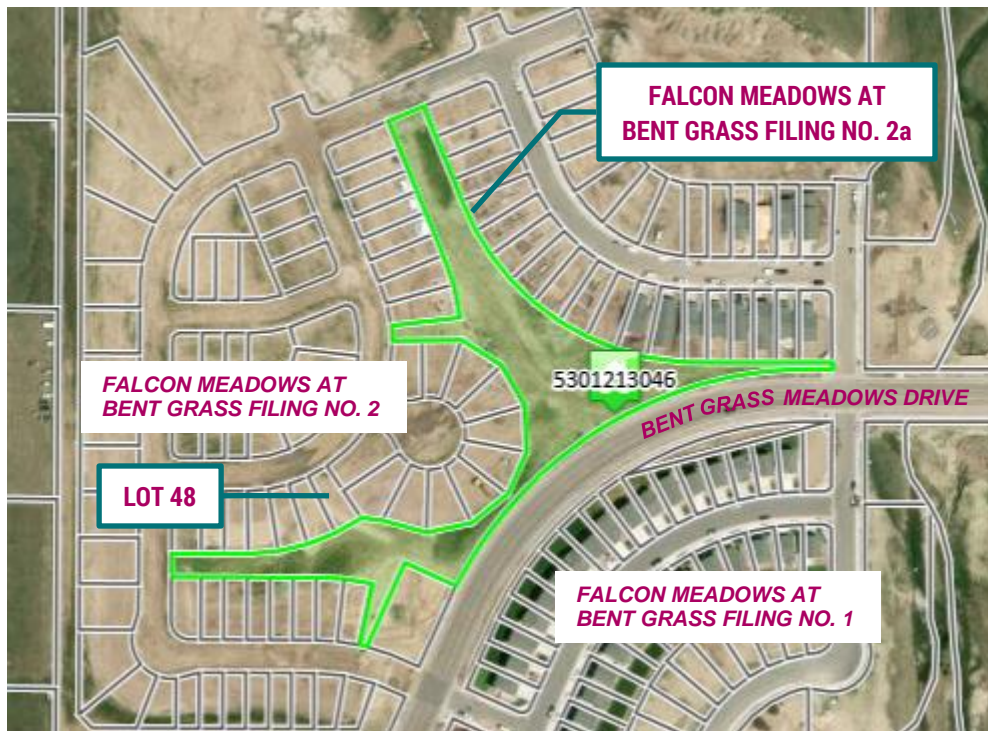 FALCON MEADOWS AT
BENT GRASS FILING NO. 2a
5301213046
BENT GRASS MEADOWS DRIVE
FALCON MEADOWS AT
BENT GRASS FILING NO. 2
LOT 48
FALCON MEADOWS AT
BENT GRASS FILING NO. 1